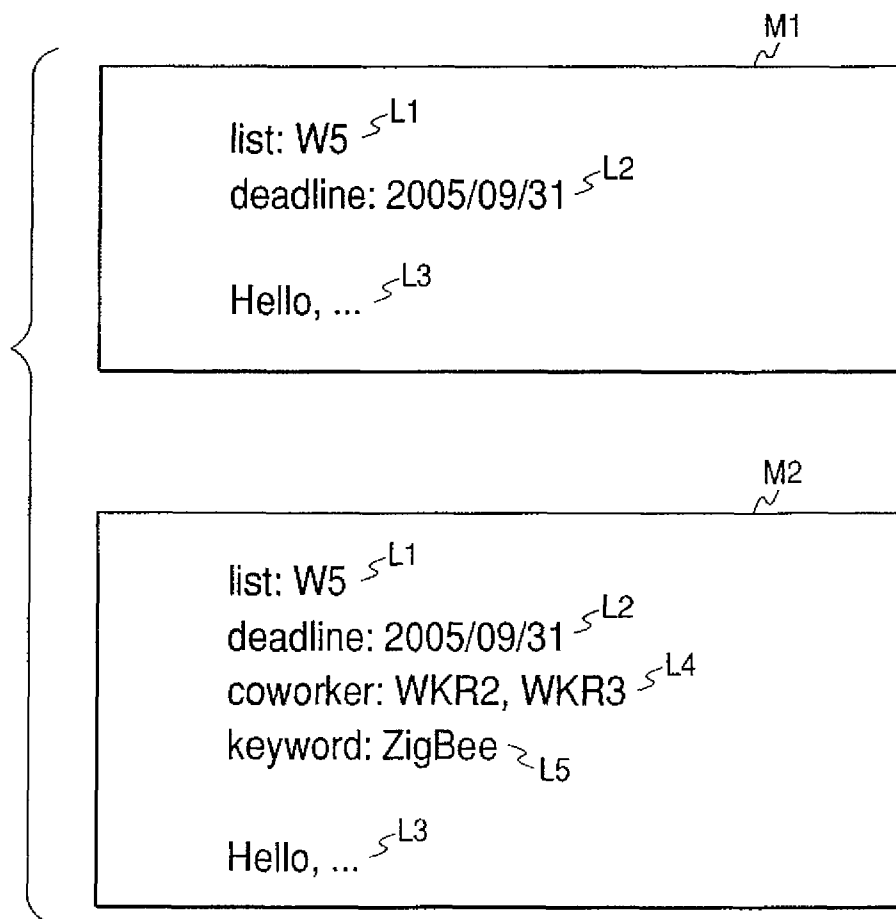 M1
list: W5 L1
deadline: 2005/09/31 L2
Hello, ... L3
M2
list: W5 L1
deadline: 2005/09/31 L2
coworker: WKR2, WKR3 L4
keyword: ZigBee L5
Hello, ... L3